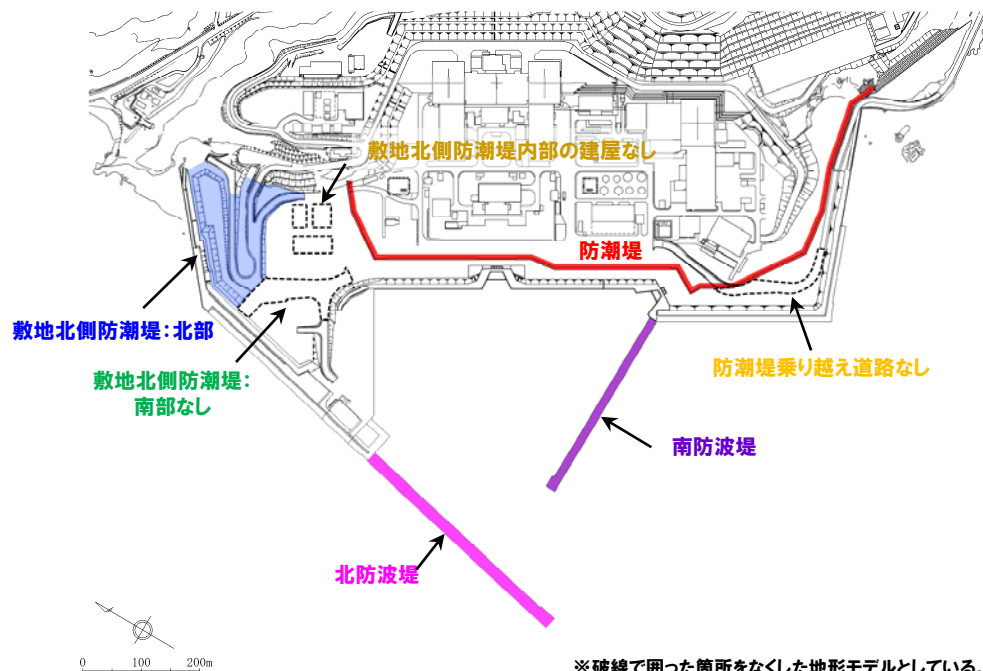 敷地北側防潮堤内部の建屋なし
防潮堤
敷地北側防潮堤:北部
敷地北側防潮堤:
南部なし
防潮堤乗り越え道路なし
南防波堤
北防波堤
0 100 200m
※破線で囲った箇所をなくした地形モデルとしている。